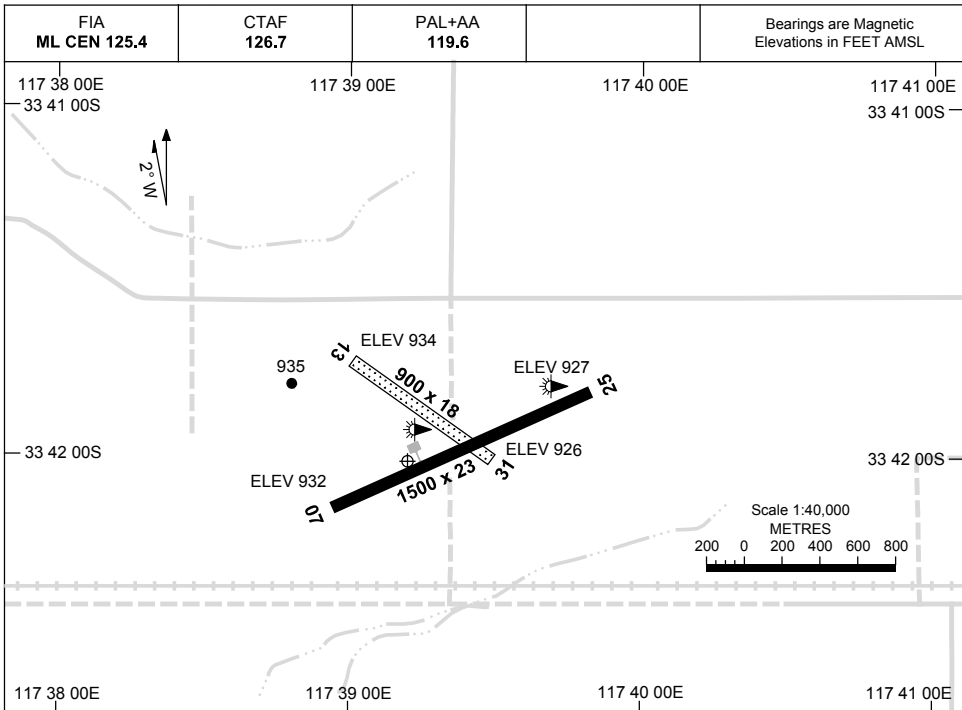 FIA
ML CEN 125.4
CTAF
126.7
PAL+AA
119.6
Bearings are Magnetic
Elevations in FEET AMSL
117 38 00E
117 39 00E
117 40 00E
117 41 00E
33 41 00S
33 41 00S
2° W
ELEV 934
13
935
900 x 18
ELEV 927
25
33 42 00S
ELEV 926
33 42 00S
31
ELEV 932
1500 x 23
07
Scale 1:40,000
METRES
200 0 200 400 600 800
117 38 00E
117 39 00E
117 40 00E
117 41 00E